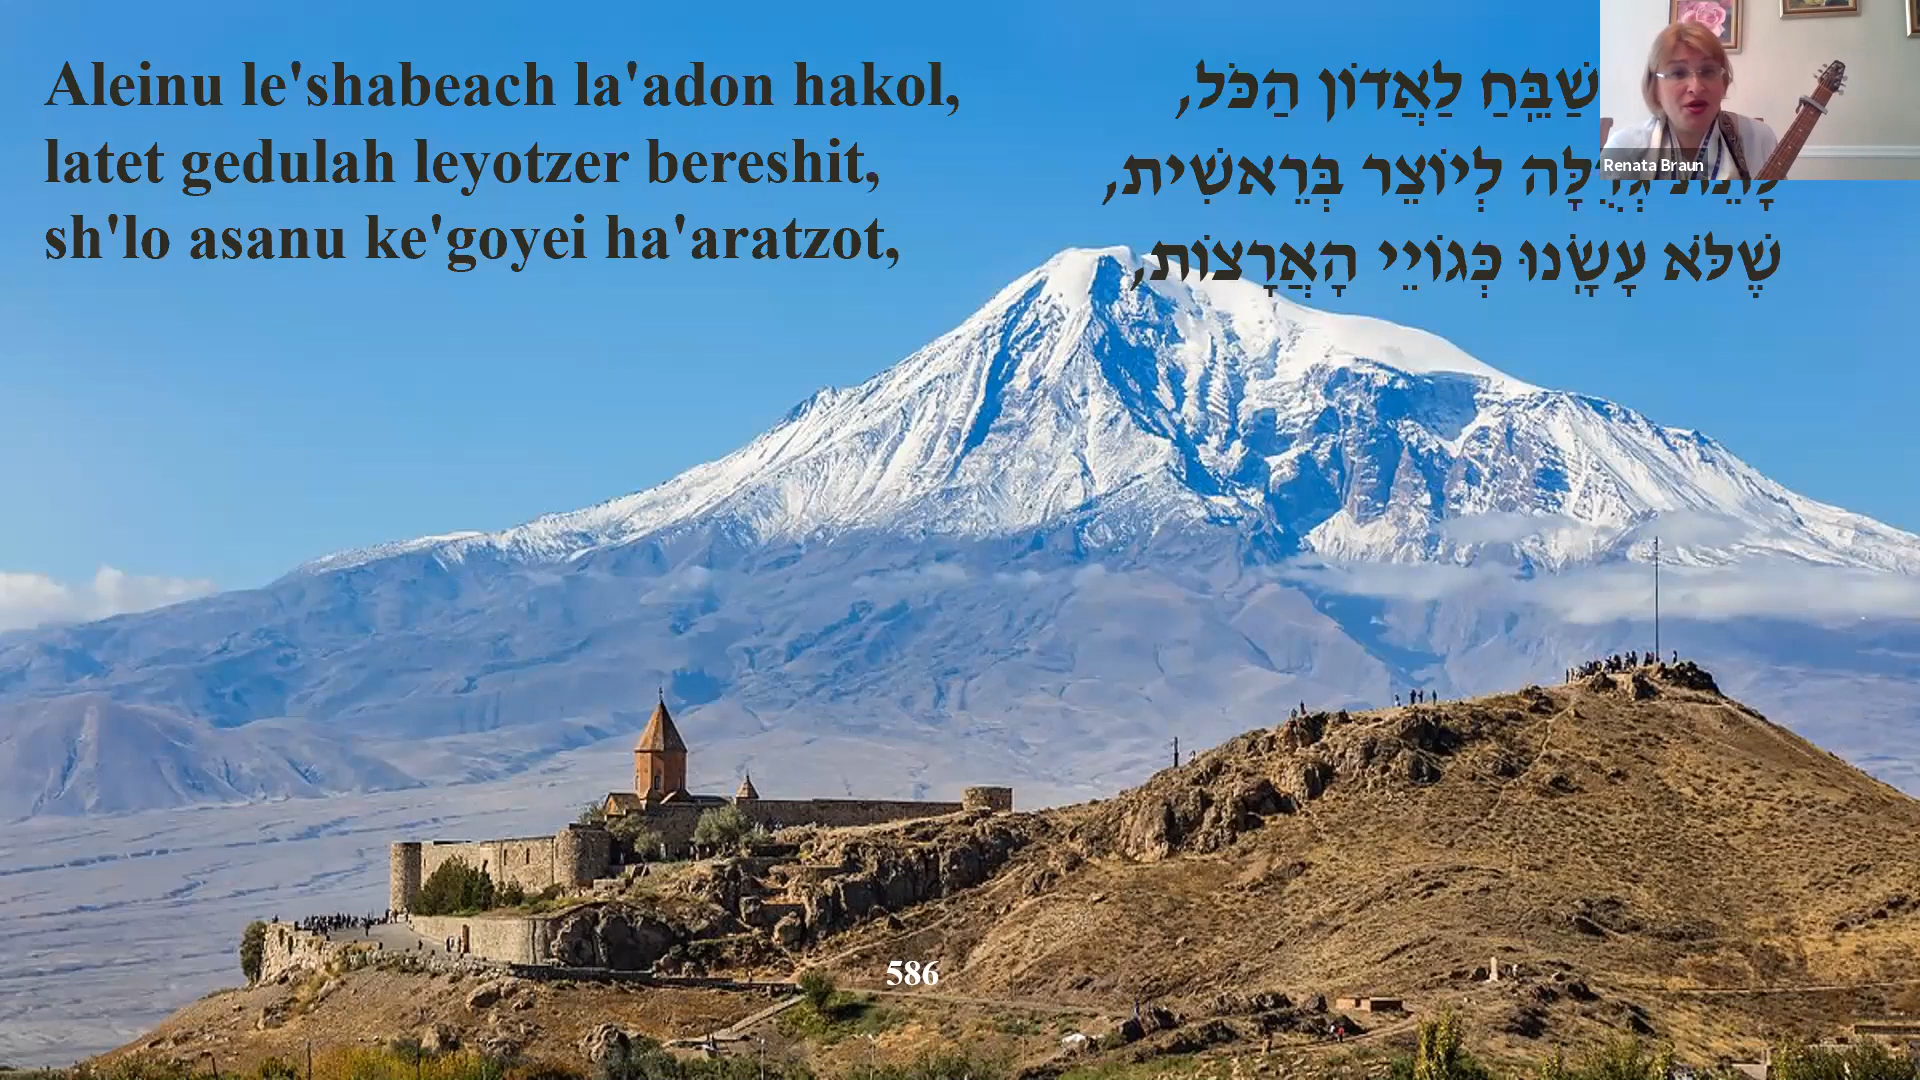 Aleinu le'shabeach la'adon hakol,
latet gedulah leyotzer bereshit,
sh'lo asanu ke'goyei ha'aratzot,
שַׁבֵּֽחַ לַאֲדוֹן הַכֹּל,
לָתֵת גְּדֻלָּה לְיוֹצֵר בְּרֵאשִׁית,
שֶׁלֹּא עָשָֽׂנוּ כְּגוֹיֵי הָאֲרָצוֹת,
Renata Braun
586